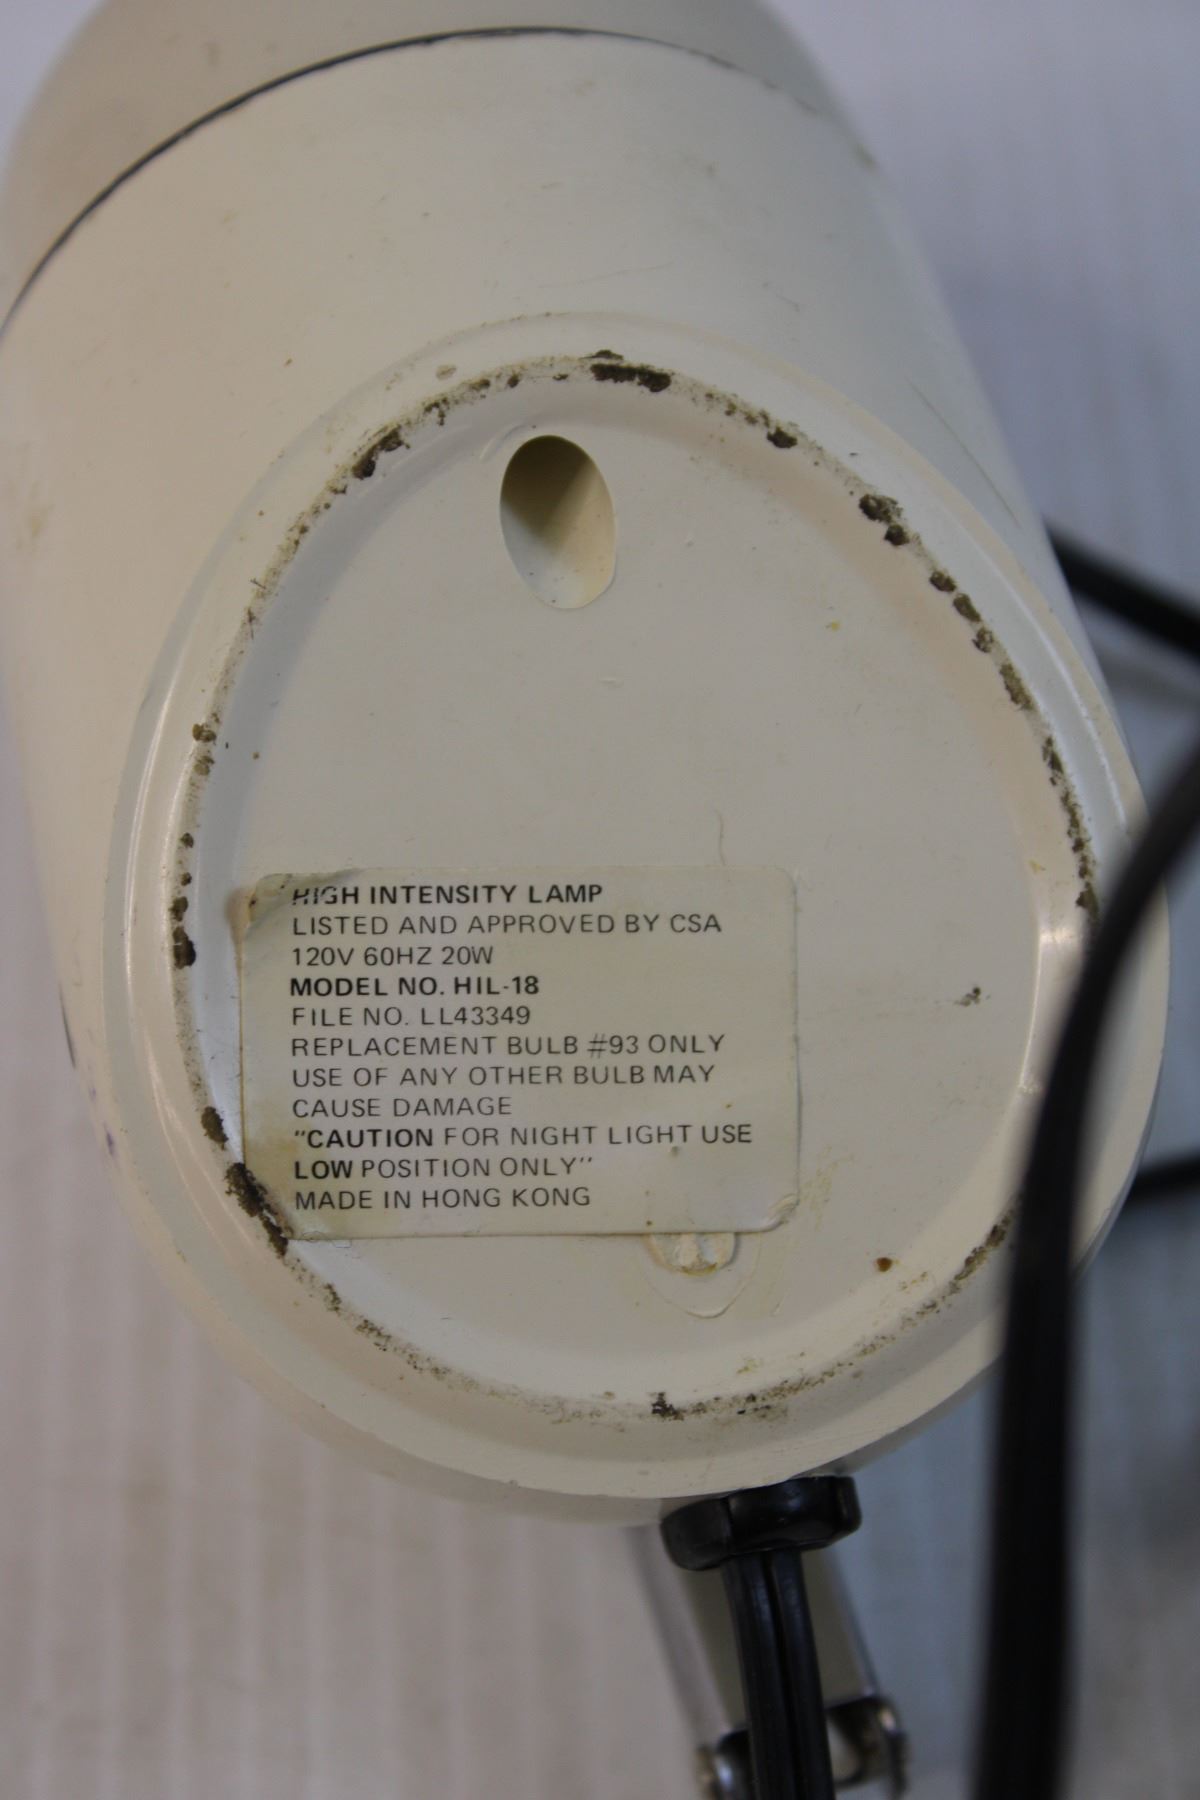 HIGH INTENSITY LAMP
LISTED AND APPROVED BY CSA
120V 60HZ 20W
MODEL NO. HIL-18
FILE NO. LL43349
REPLACEMENT BULB #93 ONLY
USE OF ANY OTHER BULB MAY
CAUSE DAMAGE
"CAUTION FOR NIGHT LIGHT USE
LOW POSITION ONLY"
MADE IN HONG KONG